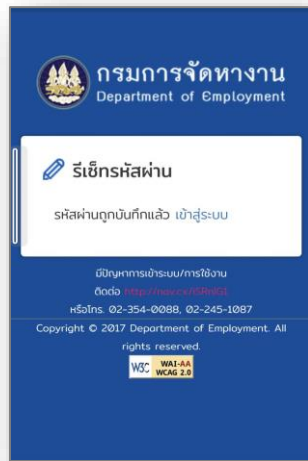 กรมการจัดหางาน
Department of Employment
รีเซ็ทรหัสผ่าน
รหัสผ่านถูกบันทึกแล้ว เข้าสู่ระบบ
มีปัญหาการเข้าระบบ/การใช้งาน
ติดต่อ
หรือโทร. 02-354-0088, 02-245-1087
Copyright © 2017 Department of Employment. All
rights reserved.
W3C WAI-AA
WCAG 2.0